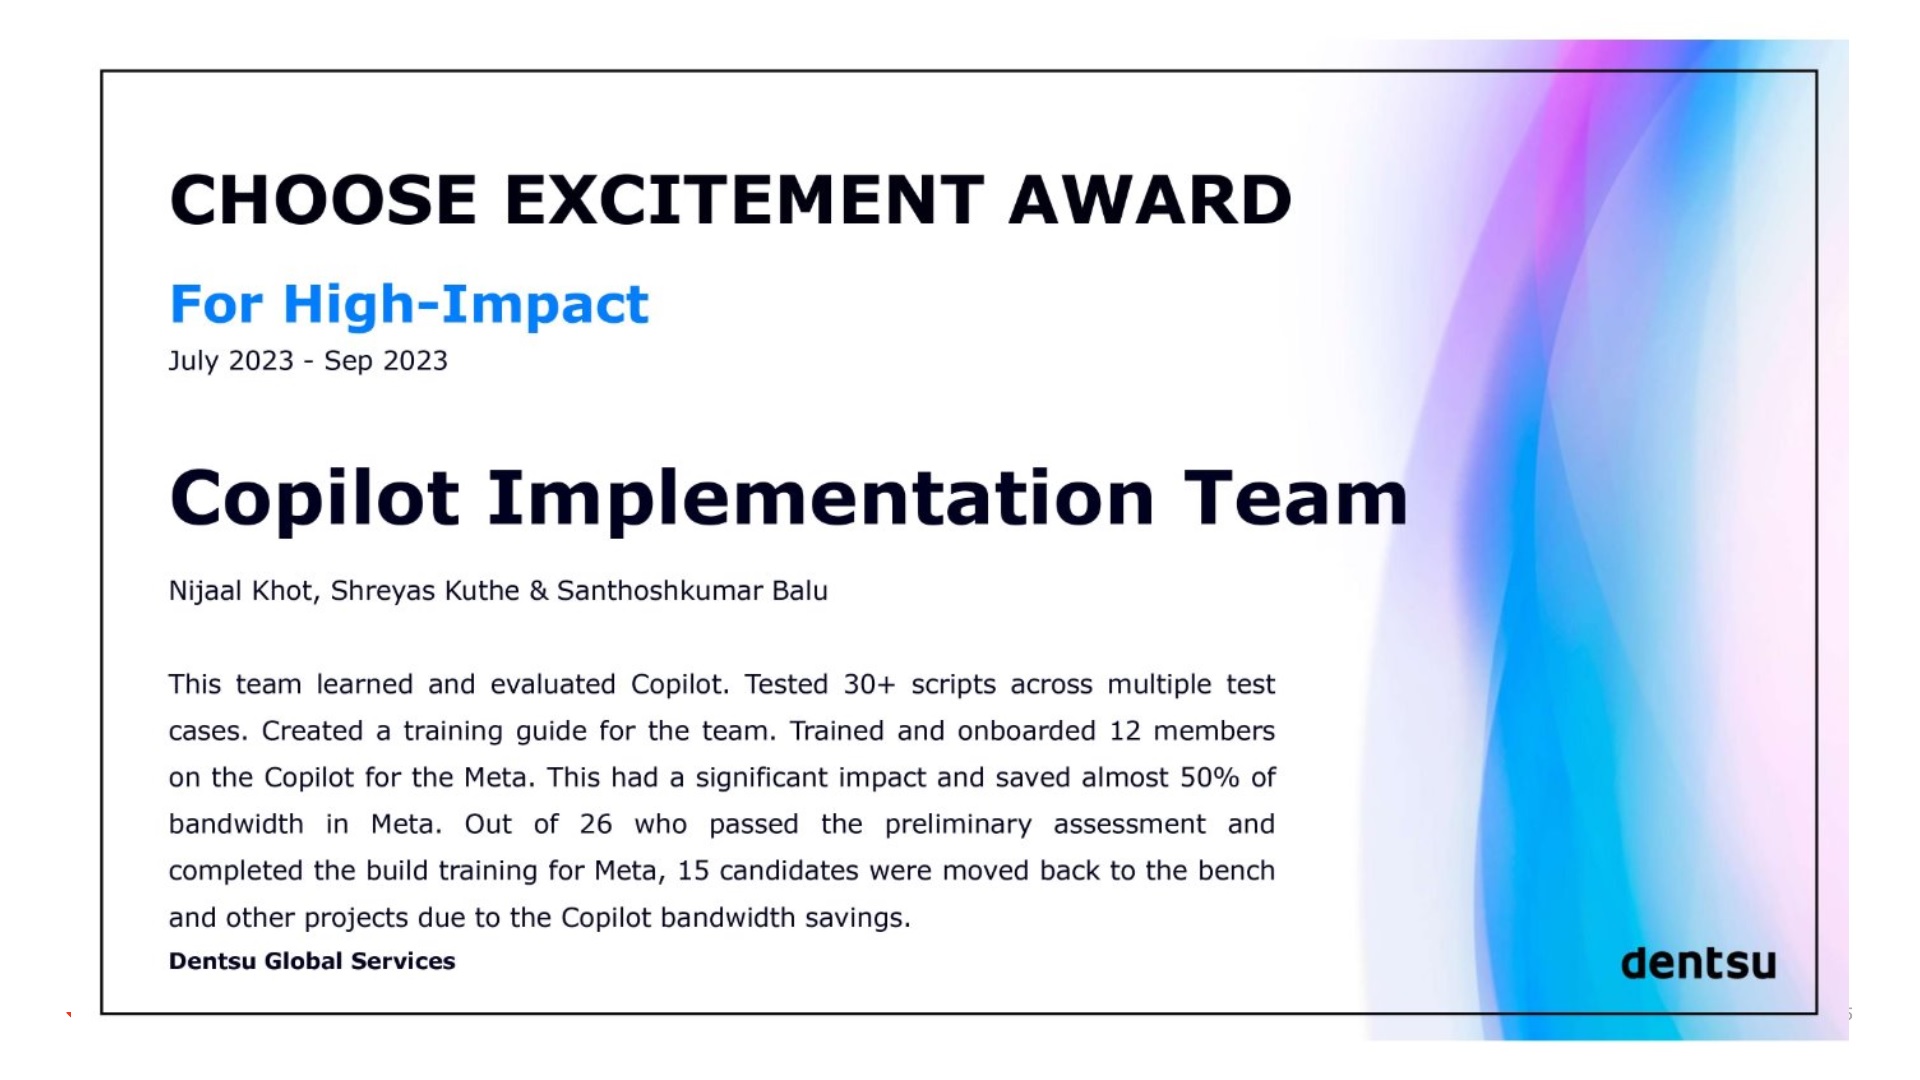 CHOOSE EXCITEMENT AWARD
For High-Impact
July 2023 - Sep 2023
Copilot Implementation Team
Nijaal Khot, Shreyas Kuthe & Santhoshkumar Balu
This team learned and evaluated Copilot. Tested 30+ scripts across multiple test
cases. Created a training guide for the team. Trained and onboarded 12 members
on the Copilot for the Meta. This had a significant impact and saved almost 50% of
bandwidth in Meta. Out of 26 who passed the preliminary assessment and
completed the build training for Meta, 15 candidates were moved back to the bench
and other projects due to the Copilot bandwidth savings.
Dentsu Global Services
dentsu